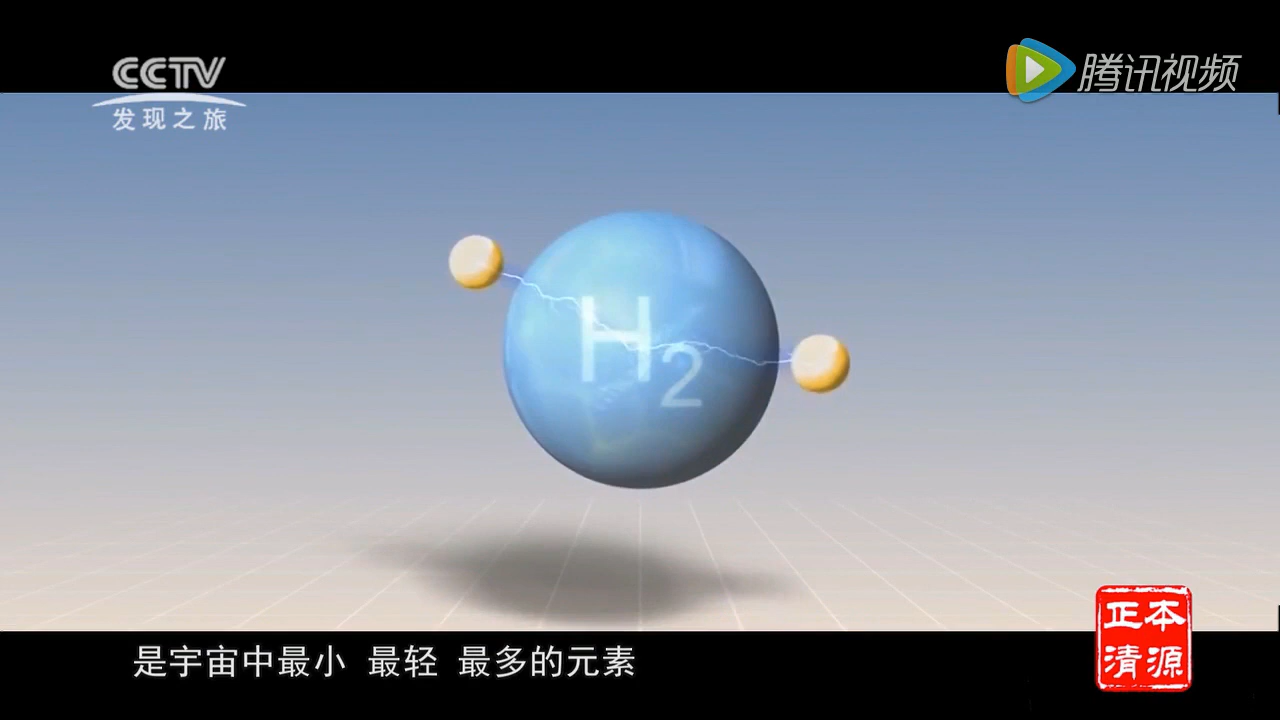 CCTV
发现之旅
腾讯视频
H2
是宇宙中最小 最轻 最多的元素
正本
清源